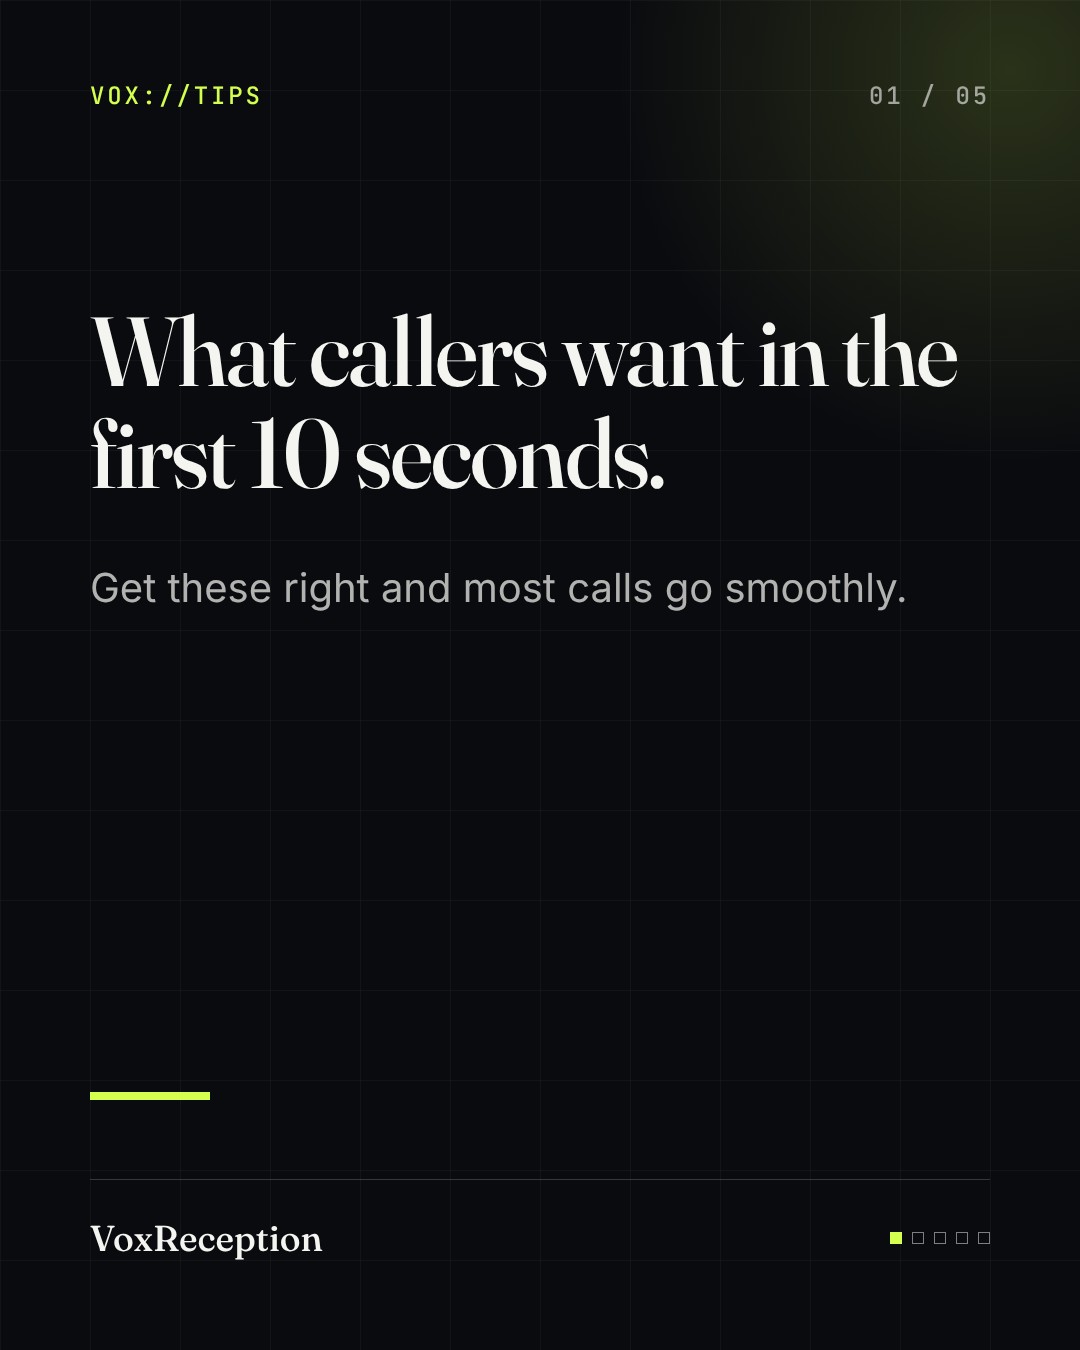 VOX://TIPS
01 / 05
What callers want in the
first 10 seconds.
Get these right and most calls go smoothly.
VoxReception